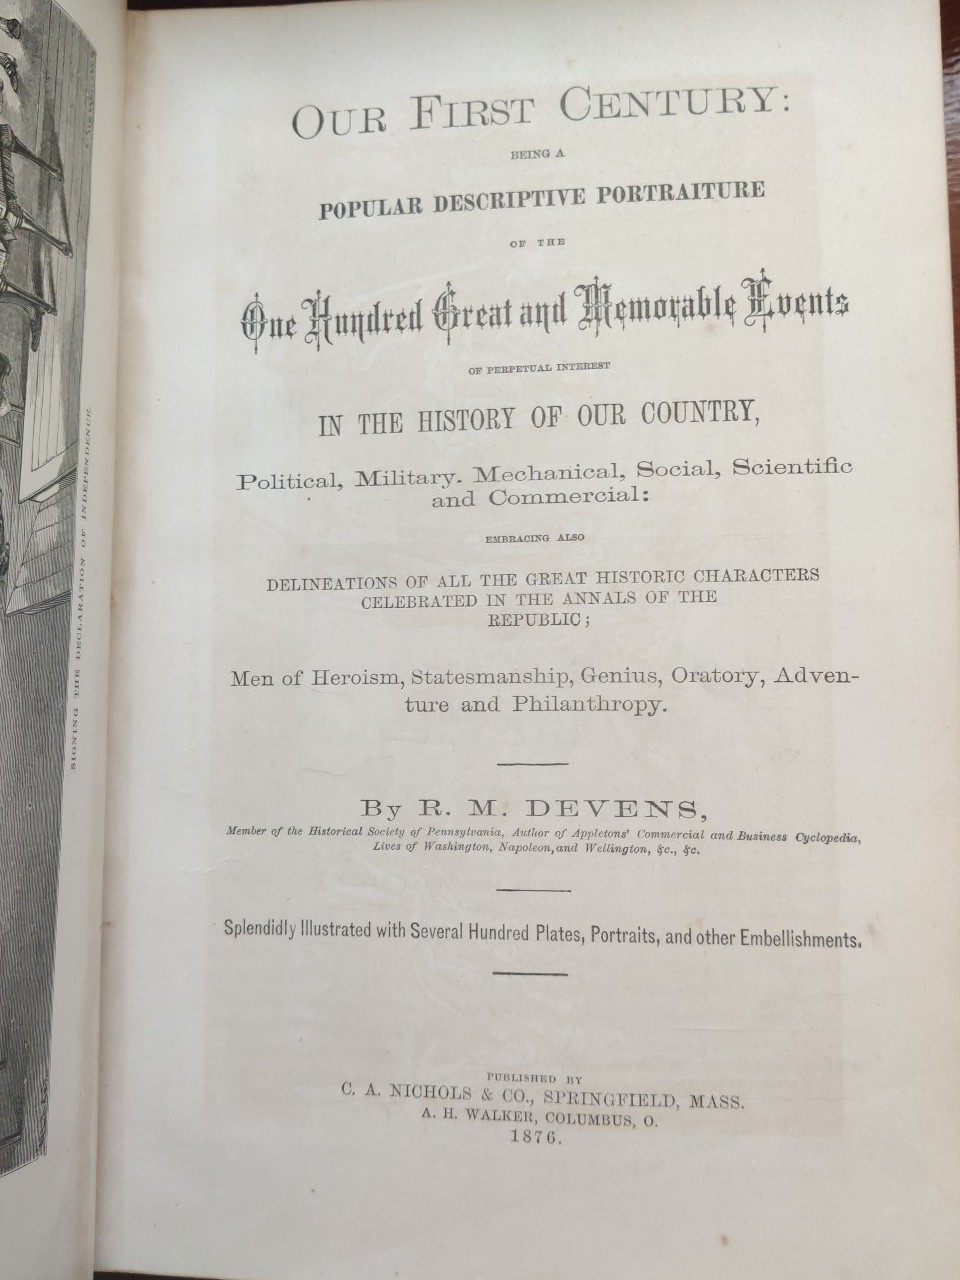 OUR FIRST CENTURY:
BEING A
POPULAR DESCRIPTIVE PORTRAITURE
OF THE
One Hundred Great and Memorable Events
OF PERPETUAL INTEREST
IN THE HISTORY OF OUR COUNTRY,
Political, Military. Mechanical, Social, Scientific
and Commercial:
EMBRACING ALSO
DELINEATIONS OF ALL THE GREAT HISTORIC CHARACTERS
CELEBRATED IN THE ANNALS OF THE
REPUBLIC;
Men of Heroism, Statesmanship, Genius, Oratory, Adven-
ture and Philanthropy.
By R. M. DEVENS,
Member of the Historical Society of Pennsylvania, Author of Appletons' Commercial and Business Cyclopedia,
Lives of Washington, Napoleon, and Wellington, &c., &c.
Splendidly Illustrated with Several Hundred Plates, Portraits, and other Embellishments.
PUBLISHED BY
C. A. NICHOLS & CO., SPRINGFIELD, MASS.
A. H. WALKER, COLUMBUS, O.
1876.
SIGNING THE DECLARATION OF INDEPENDENCE.